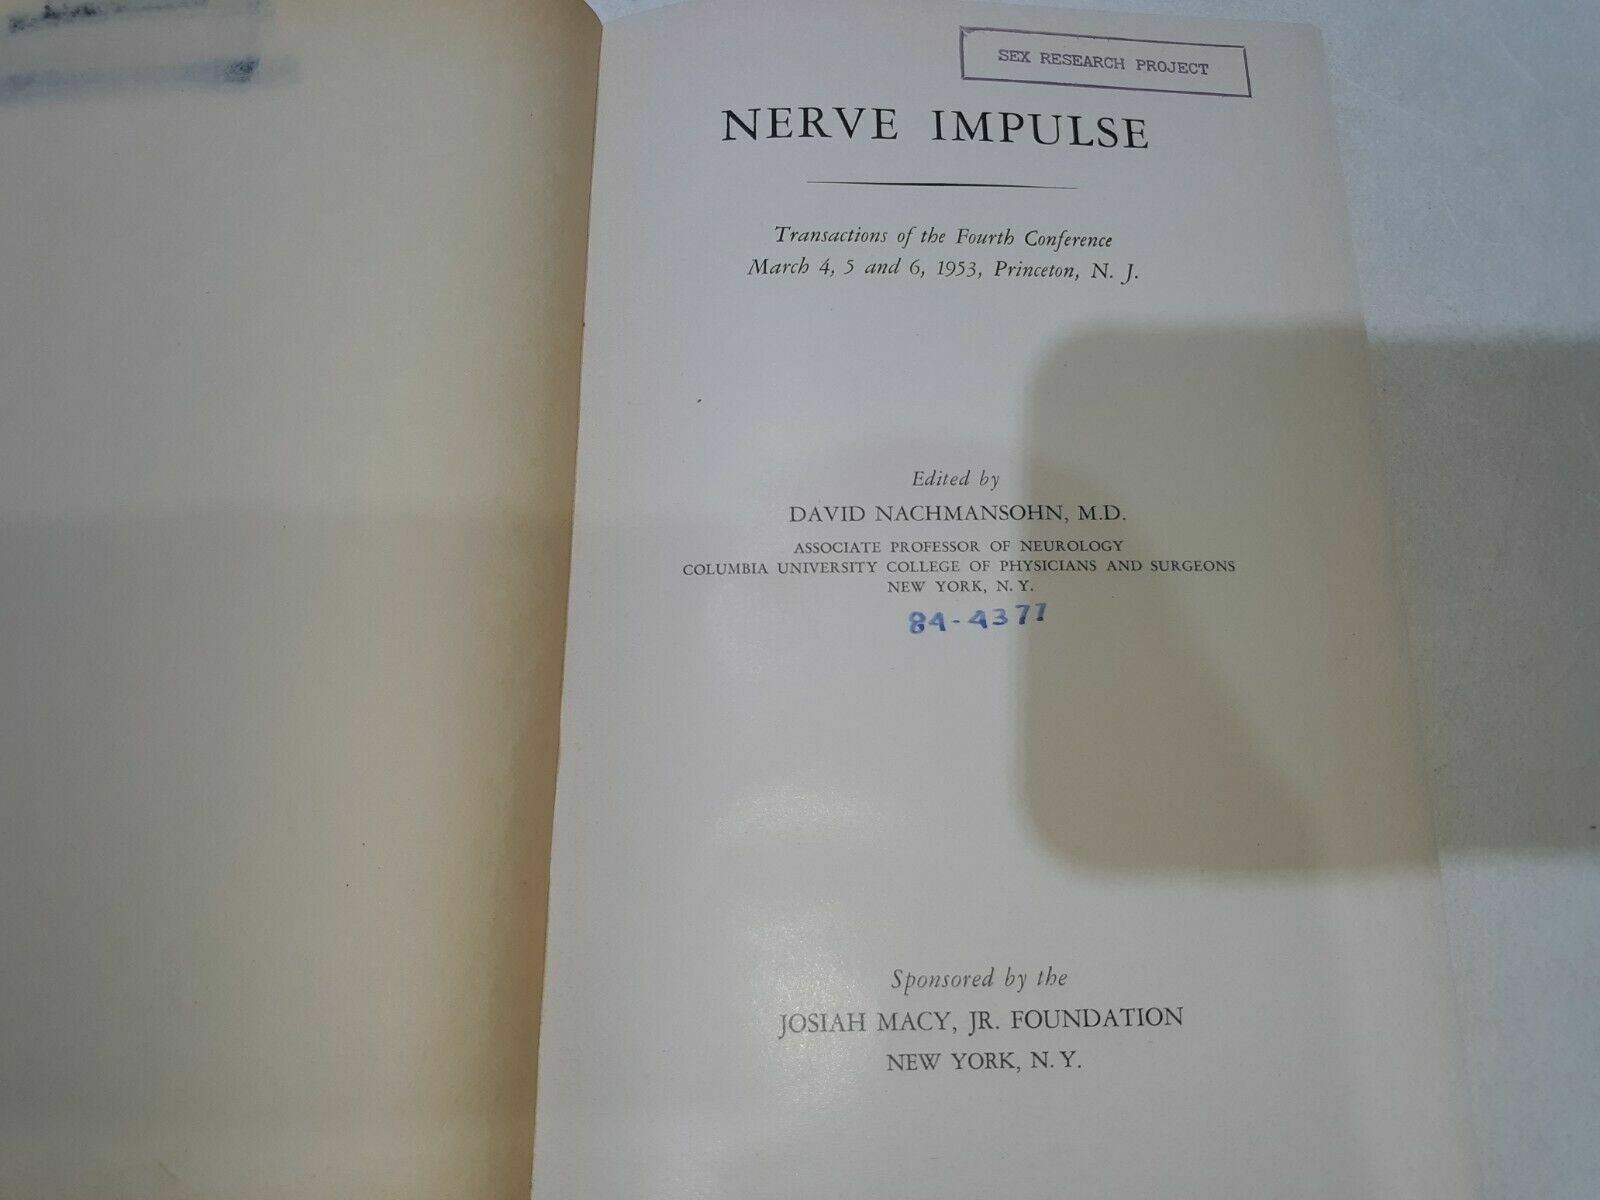 SEX RESEARCH PROJECT
NERVE IMPULSE
Transactions of the Fourth Conference
March 4, 5 and 6, 1953, Princeton, N. J.
Edited by
DAVID NACHMANSOHN, M.D.
ASSOCIATE PROFESSOR OF NEUROLOGY
COLUMBIA UNIVERSITY COLLEGE OF PHYSICIANS AND SURGEONS
NEW YORK, N. Y.
84-4377
Sponsored by the
JOSIAH MACY, JR. FOUNDATION
NEW YORK, N. Y.